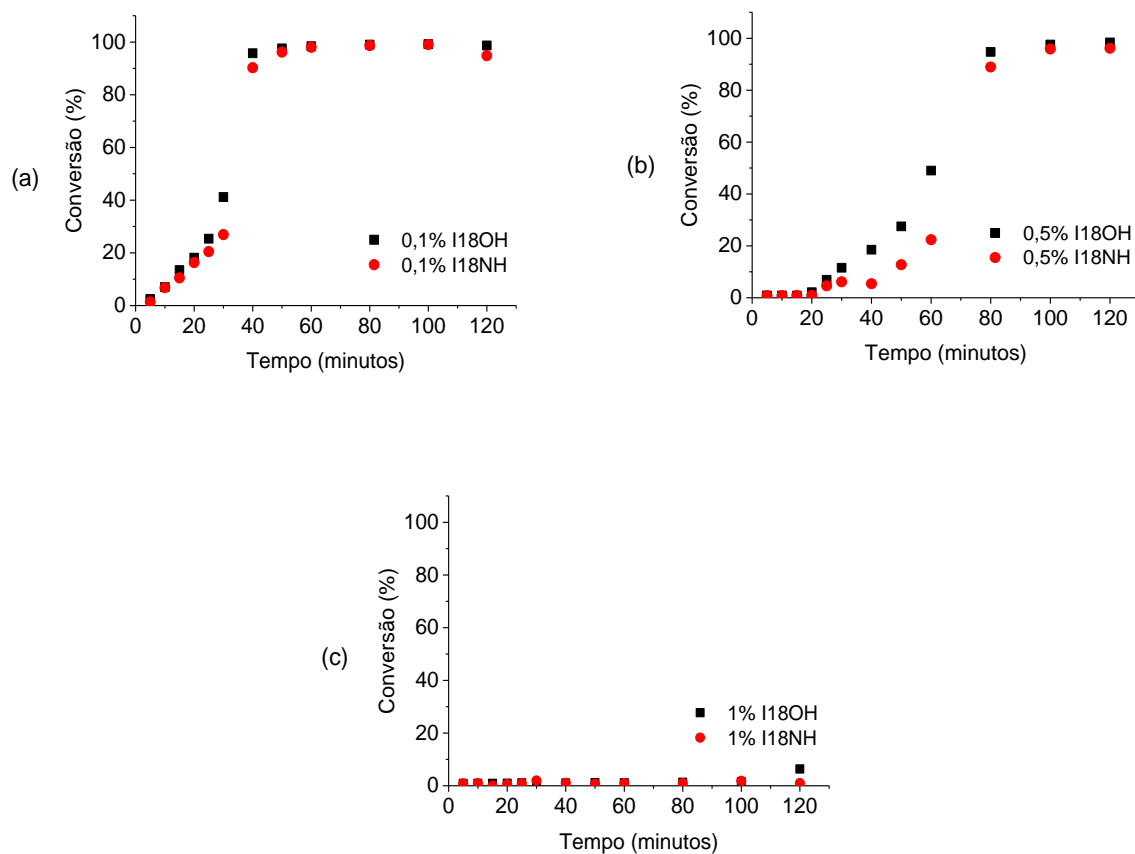 (a)
Conversão (%)
100
80
60
40
20
0
0,1% I18OH
0,1% I18NH
0 20 40 60 80 100 120
Tempo (minutos)
(b)
Conversão (%)
100
80
60
40
20
0
0,5% I18OH
0,5% I18NH
0 20 40 60 80 100 120
Tempo (minutos)
(c)
Conversão (%)
100
80
60
40
20
0
1% I18OH
1% I18NH
0 20 40 60 80 100 120
Tempo (minutos)